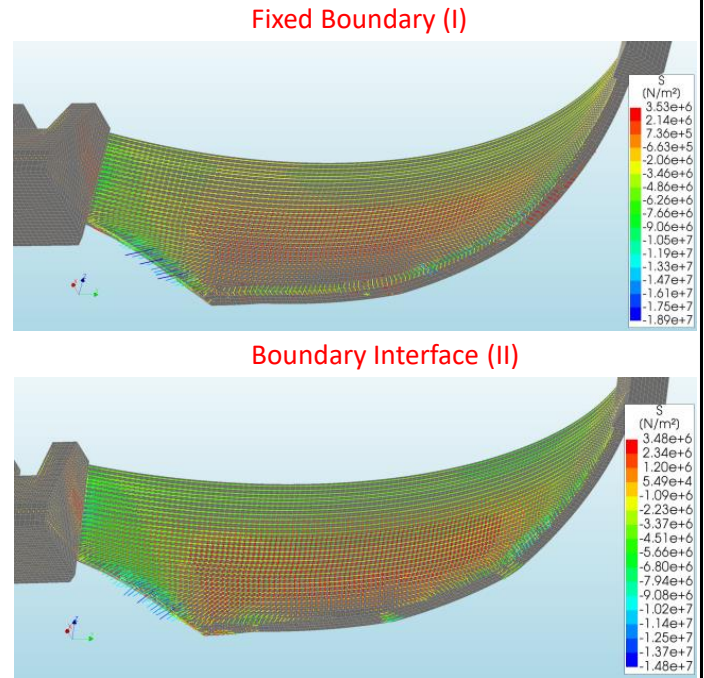 Fixed Boundary (I)
S
(N/m²)
3.53e+6
2.14e+6
7.36e+5
-6.63e+5
-2.06e+6
-3.46e+6
-4.86e+6
-6.26e+6
-7.66e+6
-9.06e+6
-1.05e+7
-1.19e+7
-1.33e+7
-1.47e+7
-1.61e+7
-1.75e+7
-1.89e+7
Boundary Interface (II)
S
(N/m²)
3.48e+6
2.34e+6
1.20e+6
5.49e+4
-1.09e+6
-2.23e+6
-3.37e+6
-4.51e+6
-5.66e+6
-6.80e+6
-7.94e+6
-9.08e+6
-1.02e+7
-1.14e+7
-1.25e+7
-1.37e+7
-1.48e+7